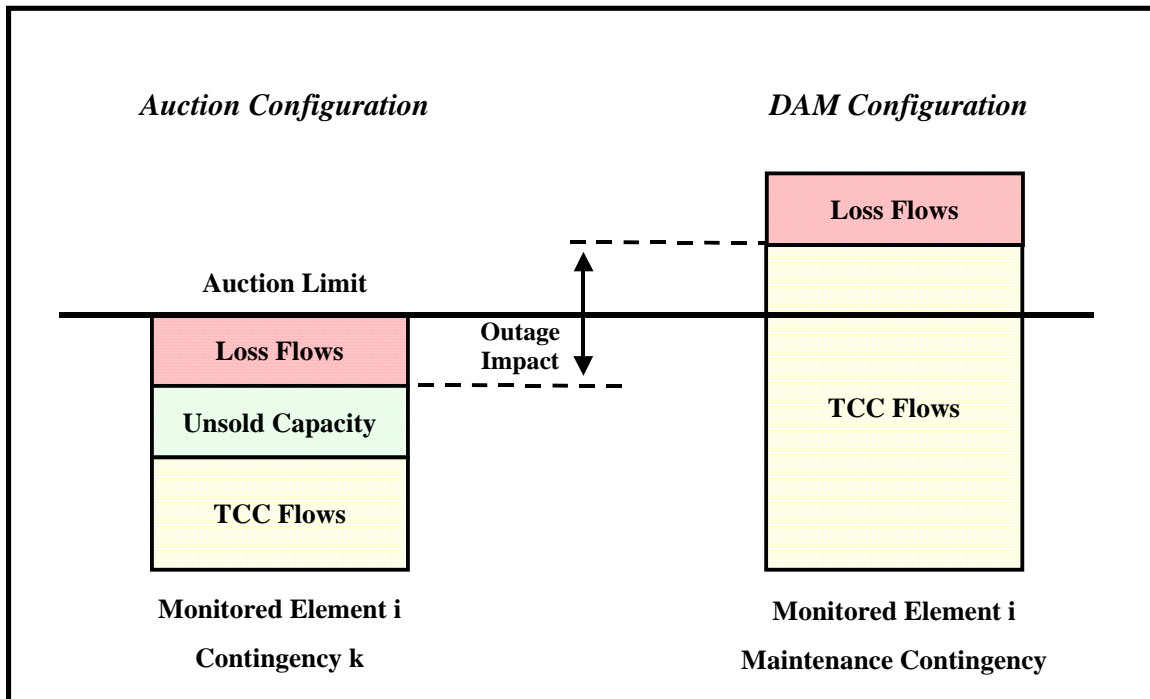 Auction Configuration
DAM Configuration
Loss Flows
Auction Limit
Outage
Impact
Loss Flows
Unsold Capacity
TCC Flows
TCC Flows
Monitored Element i
Contingency k
Monitored Element i
Maintenance Contingency